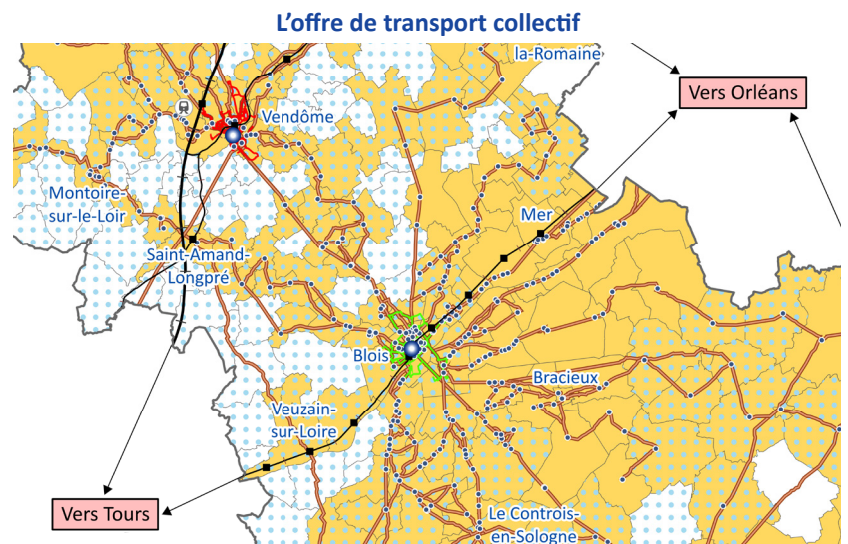 L'offre de transport collectif
la-Romaine
Vers Orléans
Vendôme
Montoire-
sur-le-Loir
Mer
Saint-Amand-
Longpré
Blois
Bracieux
Veuzain-
sur-Loire
Vers Tours
Le Controis-
en-Sologne